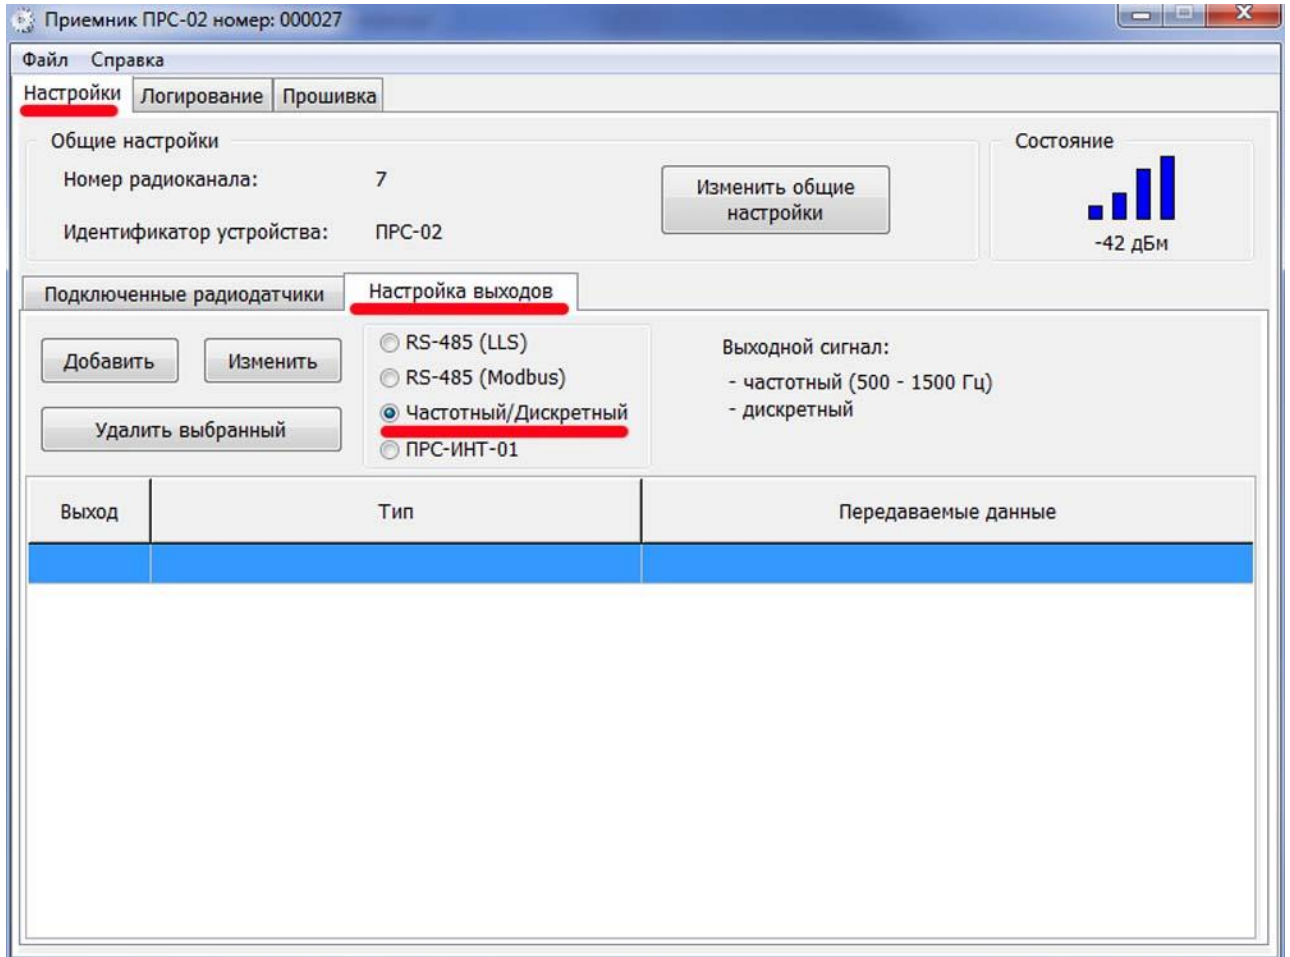 Приемник ПРС-02 номер: 000027
Файл Справка
Настройки Логирование Прошивка
Общие настройки
Состояние
Номер радиоканала: 7
Изменить общие
настройки
Идентификатор устройства: ПРС-02
-42 дБм
Подключенные радиодатчики Настройка выходов
Добавить Изменить
Удалить выбранный
RS-485 (LLS)
RS-485 (Modbus)
Частотный/Дискретный
ПРС-ИНТ-01
Выходной сигнал:
- частотный (500 - 1500 Гц)
- дискретный
Выход Тип Передаваемые данные